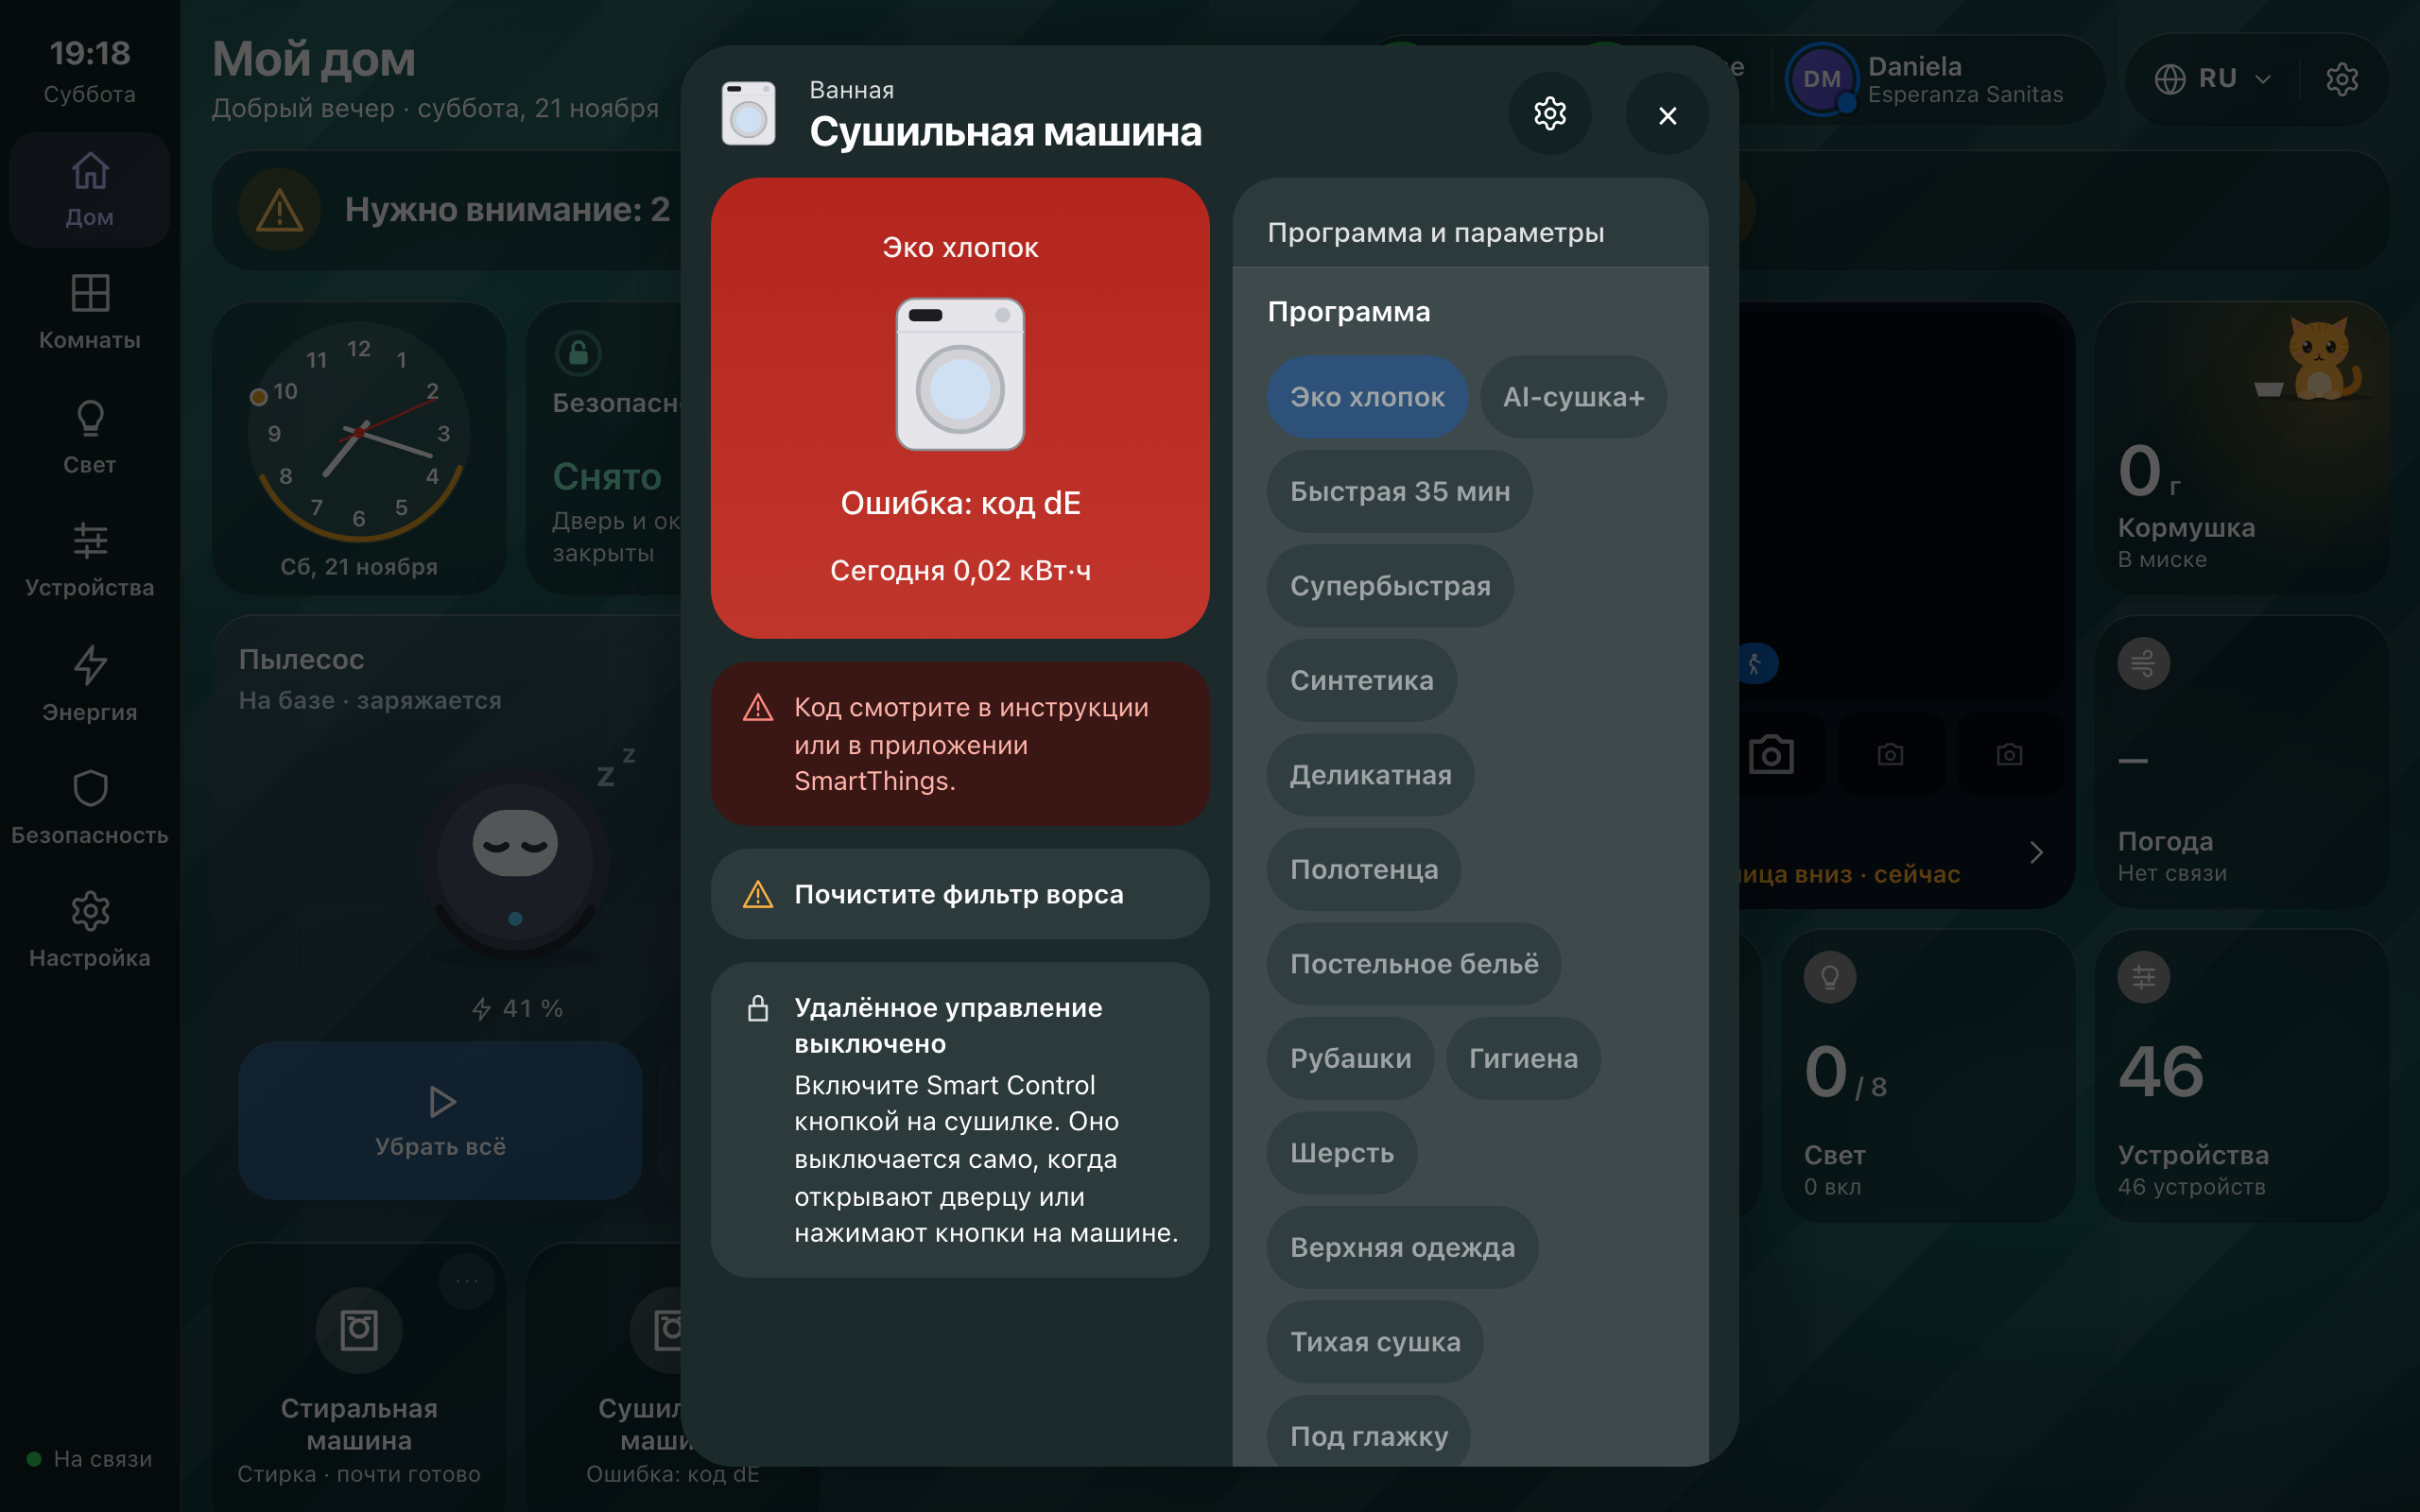 19:18
Суббота
Дом
Комнаты
Свет
Устройства
Энергия
Безопасность
Настройка
На связи
Мой дом
Добрый вечер · суббота, 21 ноября
DM
Daniela
Esperanza Sanitas
RU
Нужно внимание: 2
12
1
2
3
4
5
6
7
8
9
10
11
Сб, 21 ноября
Снято
закрыты
Пылесос
На базе · заряжается
z z
41 %
Убрать всё
Стиральная
машина
Стирка · почти готово
Ошибка: код dE
Ванная
Сушильная машина
Эко хлопок
Ошибка: код dE
Сегодня 0,02 кВт·ч
Код смотрите в инструкции
или в приложении
SmartThings.
Почистите фильтр ворса
Удалённое управление
выключено
Включите Smart Control
кнопкой на сушилке. Оно
выключается само, когда
открывают дверцу или
нажимают кнопки на машине.
Программа и параметры
Программа
Эко хлопок
AI-сушка+
Быстрая 35 мин
Супербыстрая
Синтетика
Деликатная
Полотенца
Постельное бельё
Рубашки
Гигиена
Шерсть
Верхняя одежда
Тихая сушка
Под глажку
0 г
Кормушка
В миске
—
Погода
Нет связи
вниз · сейчас
0 / 8
Свет
0 вкл
46
Устройства
46 устройств